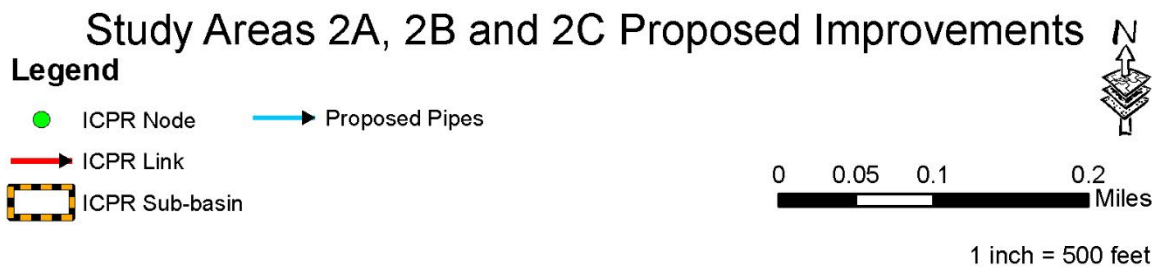 Study Areas 2A, 2B and 2C Proposed Improvements
N
Legend
ICPR Node
Proposed Pipes
ICPR Link
ICPR Sub-basin
0 0.05 0.1 0.2
Miles
1 inch = 500 feet